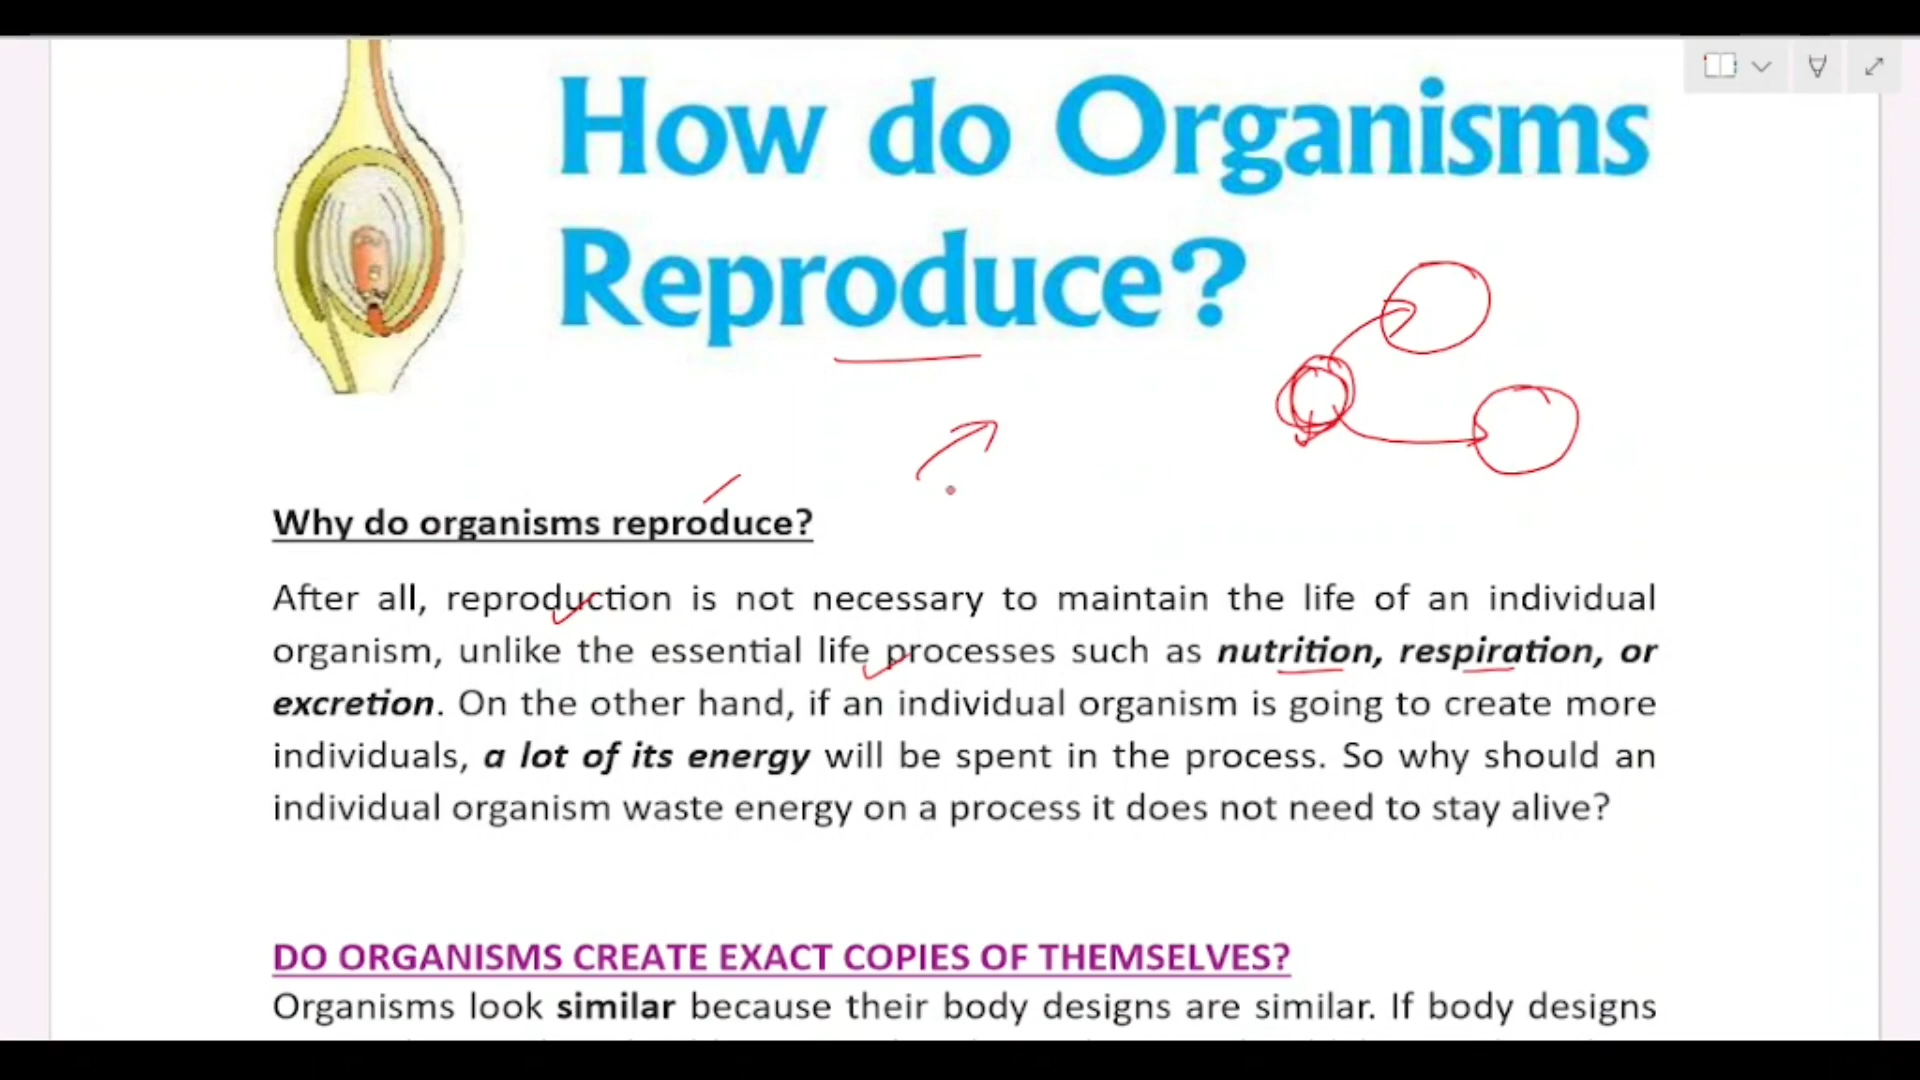 How do Organisms
Reproduce?
Why do organisms reproduce?
After all, reproduction is not necessary to maintain the life of an individual
organism, unlike the essential life processes such as nutrition, respiration, or
excretion. On the other hand, if an individual organism is going to create more
individuals, a lot of its energy will be spent in the process. So why should an
individual organism waste energy on a process it does not need to stay alive?
DO ORGANISMS CREATE EXACT COPIES OF THEMSELVES?
Organisms look similar because their body designs are similar. If body designs